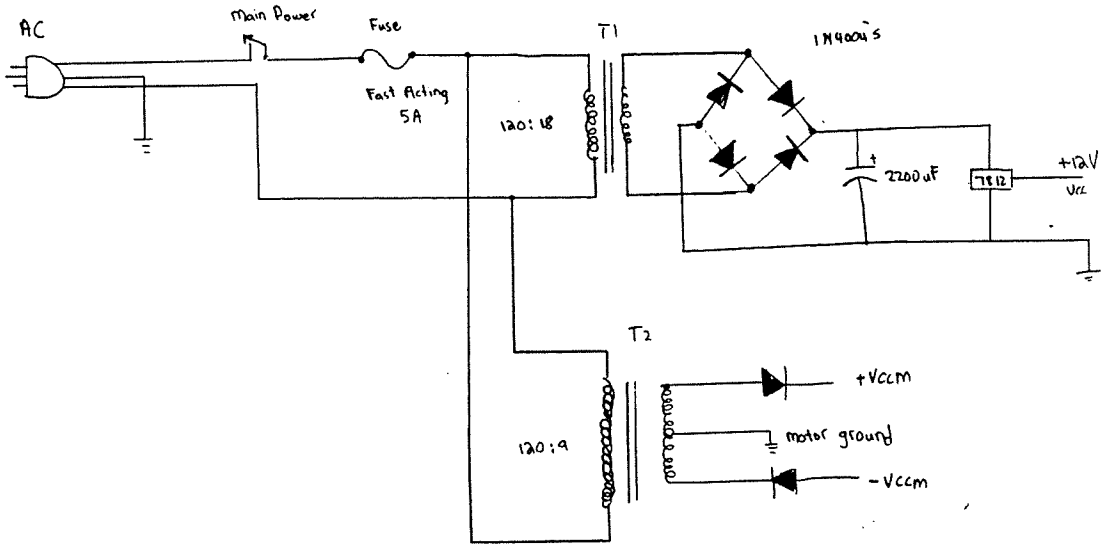 AC
Main Power
Fuse
Fast Acting
5A
T1
120:18
1N4004's
2200uF
7812
+12V
Vcc
T2
120:9
+Vccm
motor ground
-Vccm